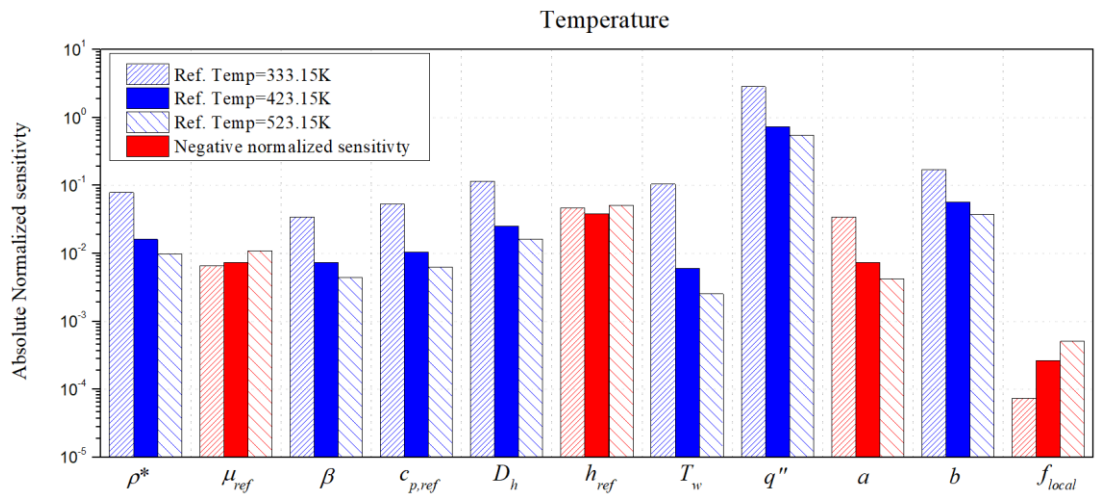 Temperature
Absolute Normalized sensitivty
10^1
10^0
10^-1
10^-2
10^-3
10^-4
10^-5
Ref. Temp=333.15K
Ref. Temp=423.15K
Ref. Temp=523.15K
Negative normalized sensitivty
ρ* μ_ref β c_p,ref D_h h_ref T_w q" a b f_local